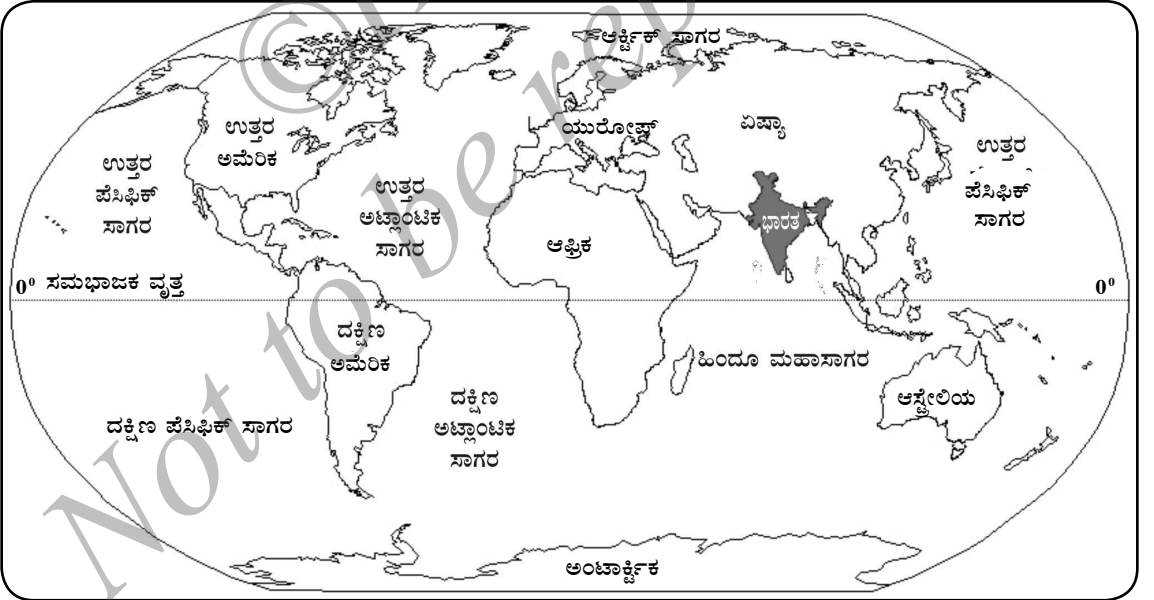 ಆರ್ಕ್ಟಿಕ್ ಸಾಗರ
ಉತ್ತರ
ಅಮೆರಿಕ
ಯುರೋಪ್
ಏಷ್ಯಾ
ಉತ್ತರ
ಪೆಸಿಫಿಕ್
ಸಾಗರ
ಉತ್ತರ
ಅಟ್ಲಾಂಟಿಕ
ಸಾಗರ
ಆಫ್ರಿಕ
ಭಾರತ
ಉತ್ತರ
ಪೆಸಿಫಿಕ್
ಸಾಗರ
0⁰ ಸಮಭಾಜಕ ವೃತ್ತ
0⁰
ದಕ್ಷಿಣ
ಅಮೆರಿಕ
ಹಿಂದೂ ಮಹಾಸಾಗರ
ಆಸ್ಟ್ರೇಲಿಯ
ದಕ್ಷಿಣ ಪೆಸಿಫಿಕ್ ಸಾಗರ
ದಕ್ಷಿಣ
ಅಟ್ಲಾಂಟಿಕ
ಸಾಗರ
ಅಂಟಾರ್ಕ್ಟಿಕ
© 
Not to be rep